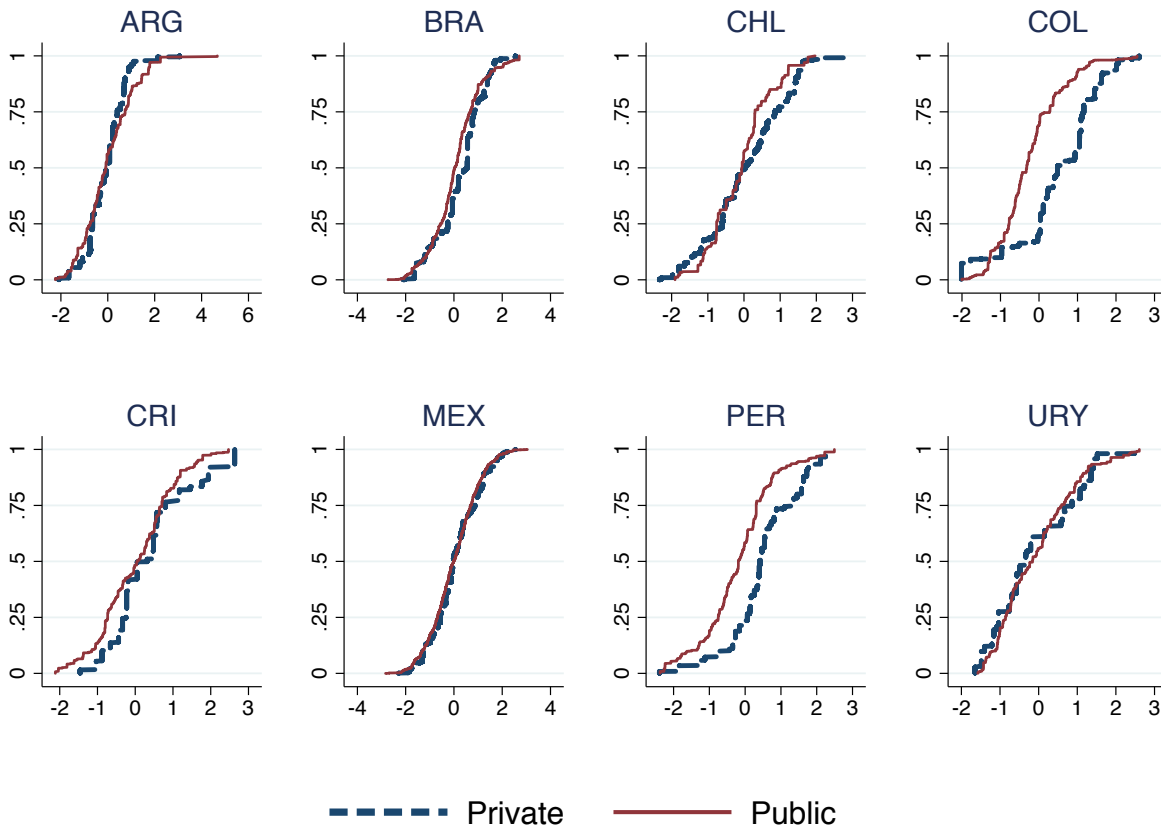 ARG BRA CHL COL
1 1 1 1
.75 .75 .75 .75
.5 .5 .5 .5
.25 .25 .25 .25
0 0 0 0
-2 0 2 4 6 -4 -2 0 2 4 -2 -1 0 1 2 3 -2 -1 0 1 2 3
CRI MEX PER URY
1 1 1 1
.75 .75 .75 .75
.5 .5 .5 .5
.25 .25 .25 .25
0 0 0 0
-2 -1 0 1 2 3 -4 -2 0 2 4 -2 -1 0 1 2 3 -2 -1 0 1 2 3
Private Public